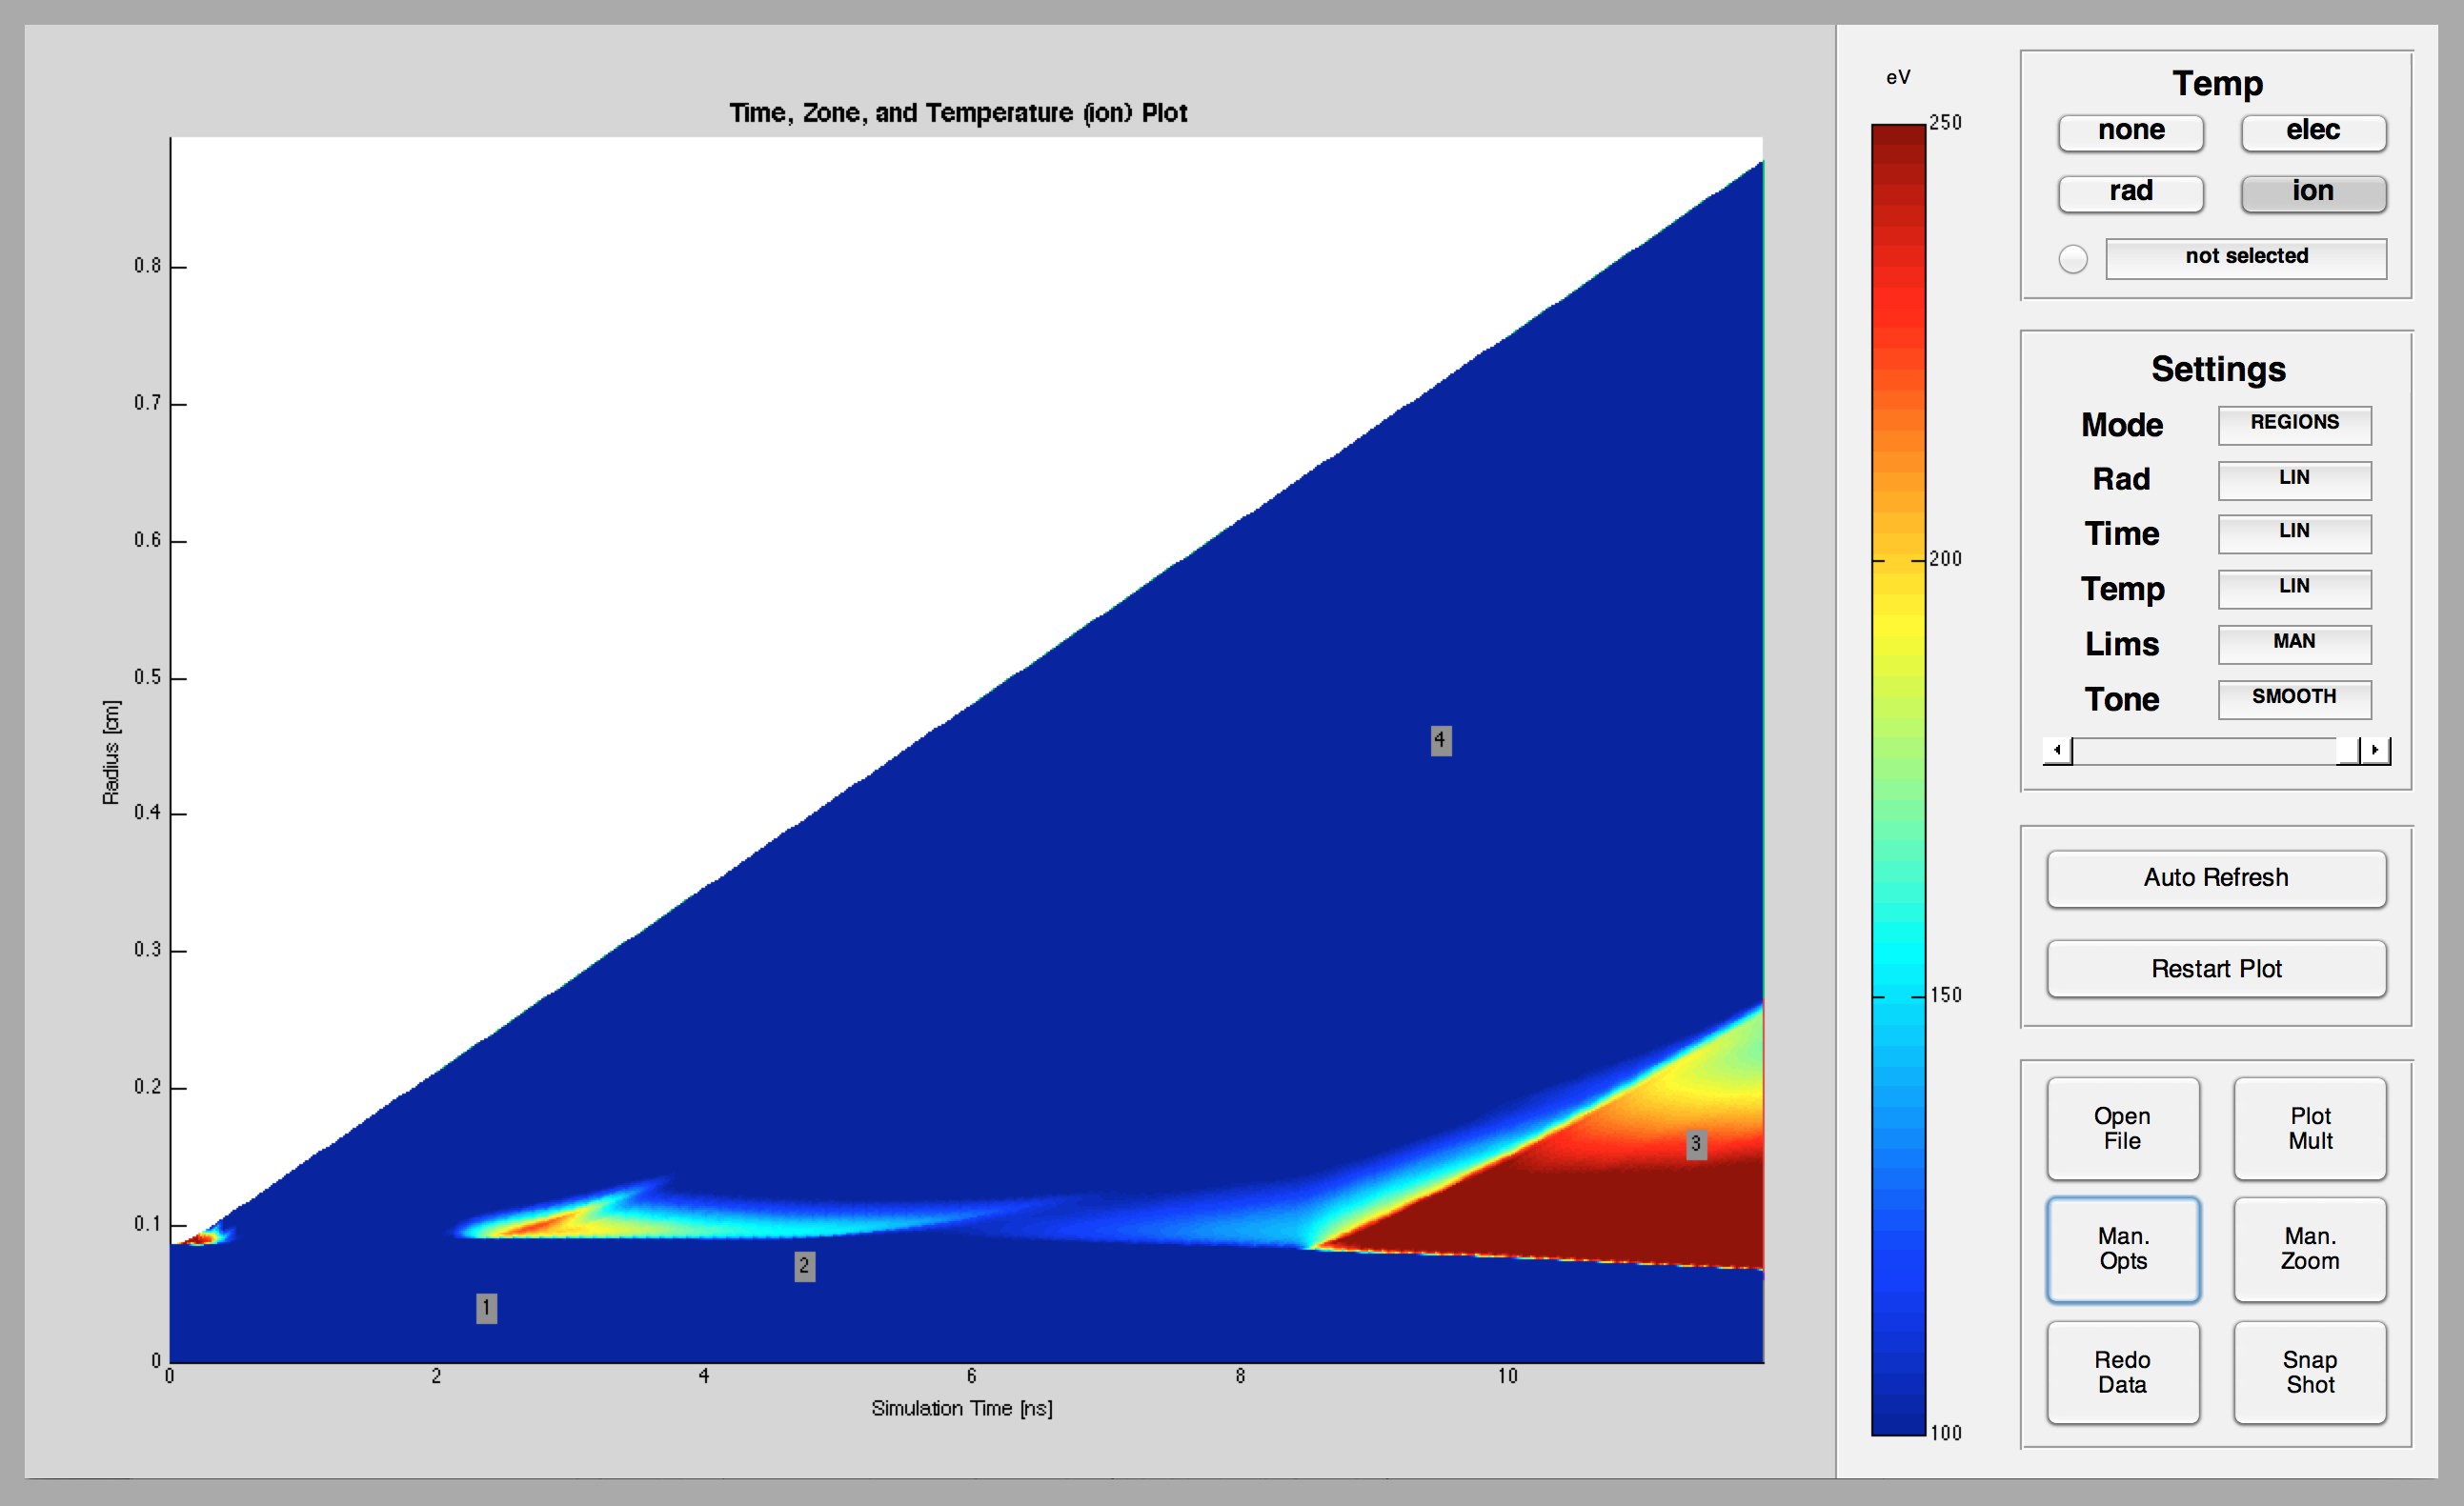 Time, Zone, and Temperature (ion) Plot
0.8
0.7
0.6
0.5
0.4
0.3
0.2
0.1
0
Radius [cm]
4
3
2
1
0 2 4 6 8 10
Simulation Time [ns]
eV
250
200
150
100
Temp
none elec
rad ion
not selected
Settings
Mode REGIONS
Rad LIN
Time LIN
Temp LIN
Lims MAN
Tone SMOOTH
Auto Refresh
Restart Plot
Open
File
Plot
Mult
Man.
Opts
Man.
Zoom
Redo
Data
Snap
Shot